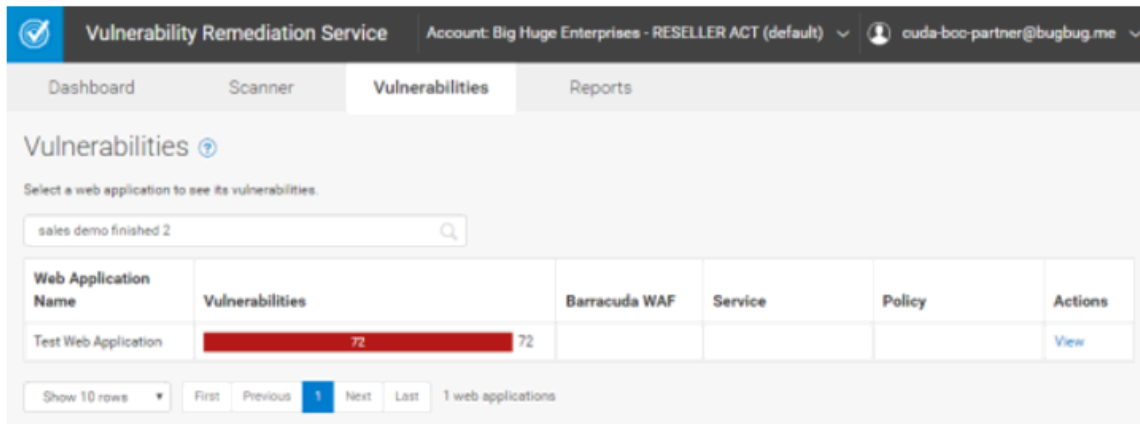 Vulnerability Remediation Service Account: Big Huge Enterprises - RESELLER ACT (default) cuda-bcc-partner@bugbug.me
Dashboard Scanner Vulnerabilities Reports
Vulnerabilities ?
Select a web application to see its vulnerabilities.
sales demo finished 2
Web Application Name Vulnerabilities Barracuda WAF Service Policy Actions
Test Web Application 72 72 View
Show 10 rows First Previous 1 Next Last 1 web applications